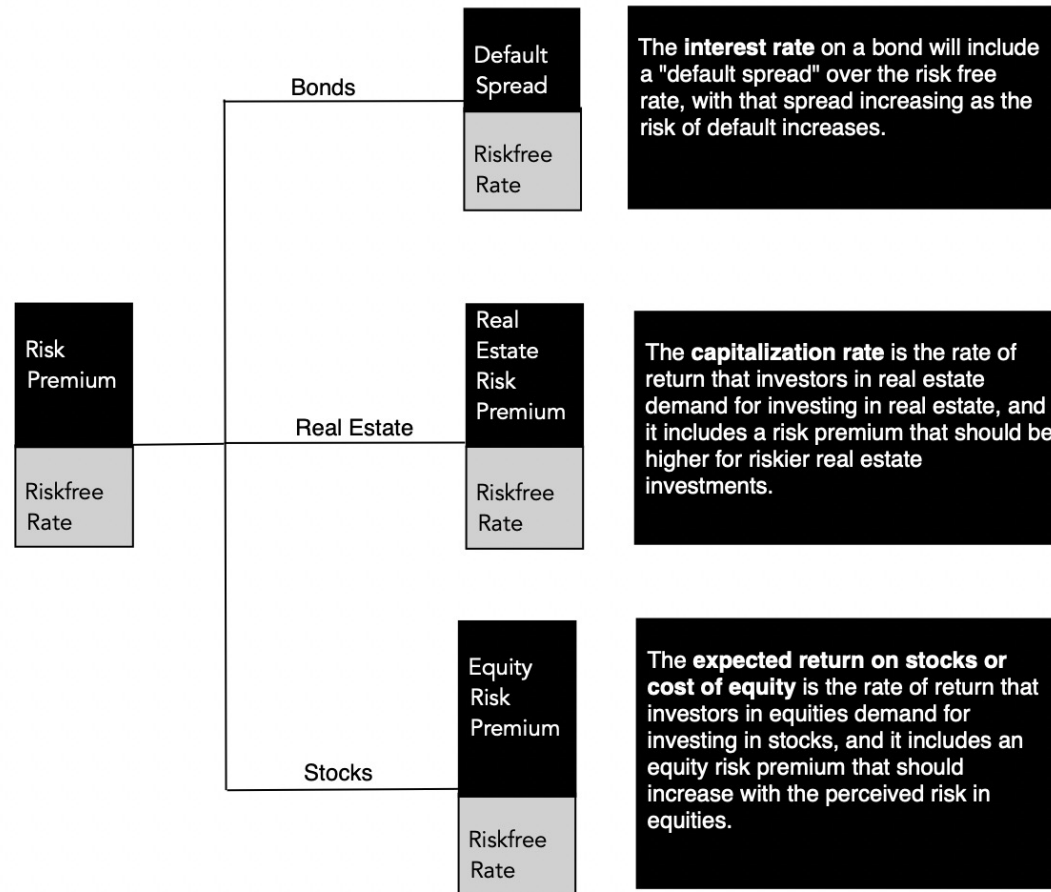 Bonds
Default
Spread
Riskfree
Rate
The interest rate on a bond will include
a "default spread" over the risk free
rate, with that spread increasing as the
risk of default increases.
Risk
Premium
Riskfree
Rate
Real Estate
Real
Estate
Risk
Premium
Riskfree
Rate
The capitalization rate is the rate of
return that investors in real estate
demand for investing in real estate, and
it includes a risk premium that should be
higher for riskier real estate
investments.
Stocks
Equity
Risk
Premium
Riskfree
Rate
The expected return on stocks or
cost of equity is the rate of return that
investors in equities demand for
investing in stocks, and it includes an
equity risk premium that should
increase with the perceived risk in
equities.